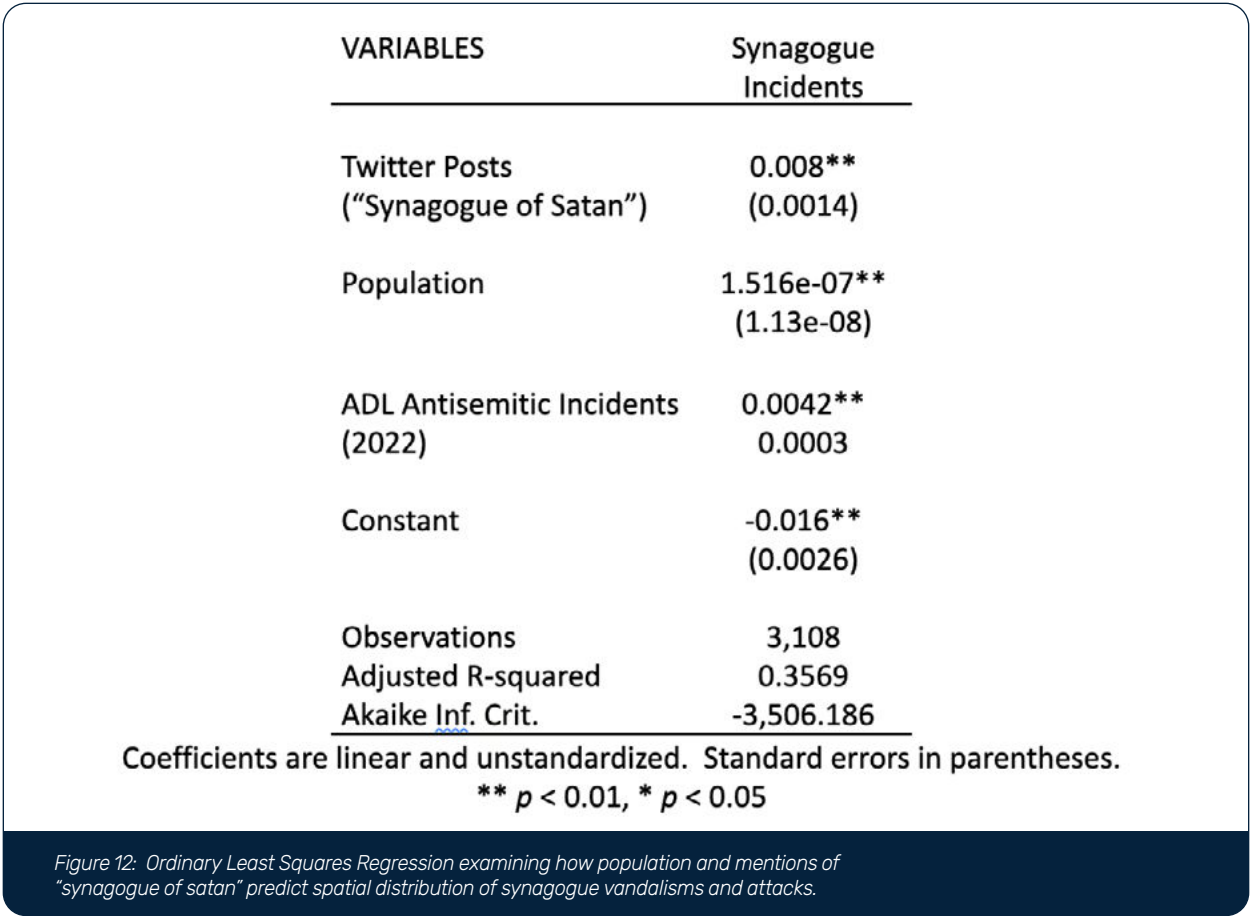 VARIABLES Synagogue
Incidents
Twitter Posts 0.008**
(“Synagogue of Satan”) (0.0014)
Population 1.516e-07**
(1.13e-08)
ADL Antisemitic Incidents 0.0042**
(2022) 0.0003
Constant -0.016**
(0.0026)
Observations 3,108
Adjusted R-squared 0.3569
Akaike Inf. Crit. -3,506.186
Coefficients are linear and unstandardized. Standard errors in parentheses.
** p < 0.01, * p < 0.05
Figure 12: Ordinary Least Squares Regression examining how population and mentions of
“synagogue of satan” predict spatial distribution of synagogue vandalisms and attacks.